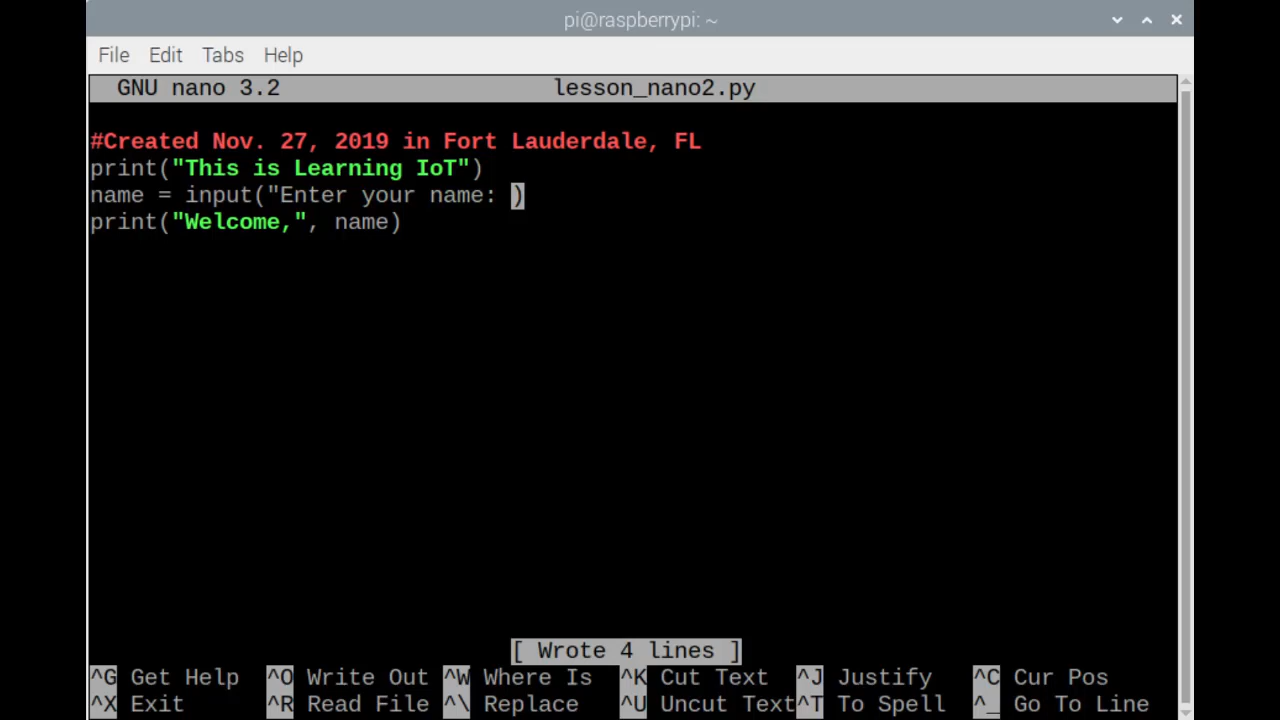 pi@raspberrypi: ~
File Edit Tabs Help
GNU nano 3.2 lesson_nano2.py
#Created Nov. 27, 2019 in Fort Lauderdale, FL
print("This is Learning IoT")
name = input("Enter your name: )
print("Welcome,", name)
[ Wrote 4 lines ]
^G Get Help ^O Write Out ^W Where Is ^K Cut Text ^J Justify ^C Cur Pos
^X Exit ^R Read File ^\ Replace ^U Uncut Text ^T To Spell ^_ Go To Line